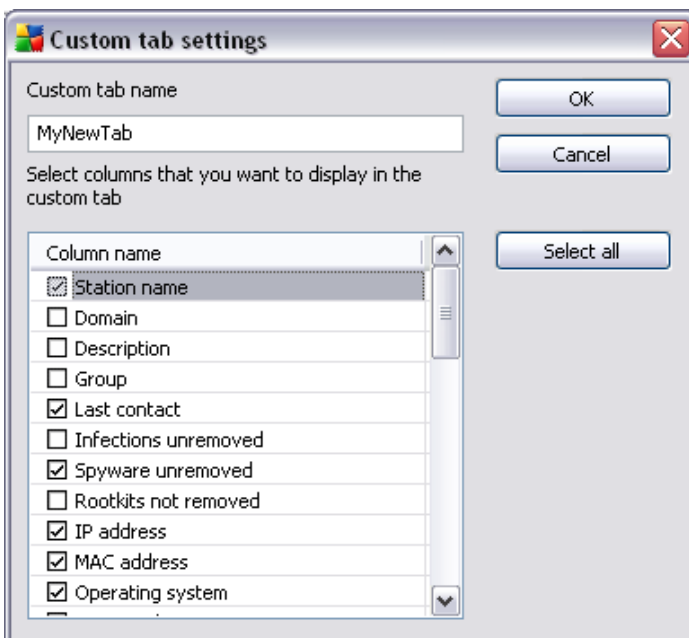 Custom tab settings
Custom tab name
OK
MyNewTab
Cancel
Select columns that you want to display in the
custom tab
Column name
Select all
Station name
Domain
Description
Group
Last contact
Infections unremoved
Spyware unremoved
Rootkits not removed
IP address
MAC address
Operating system